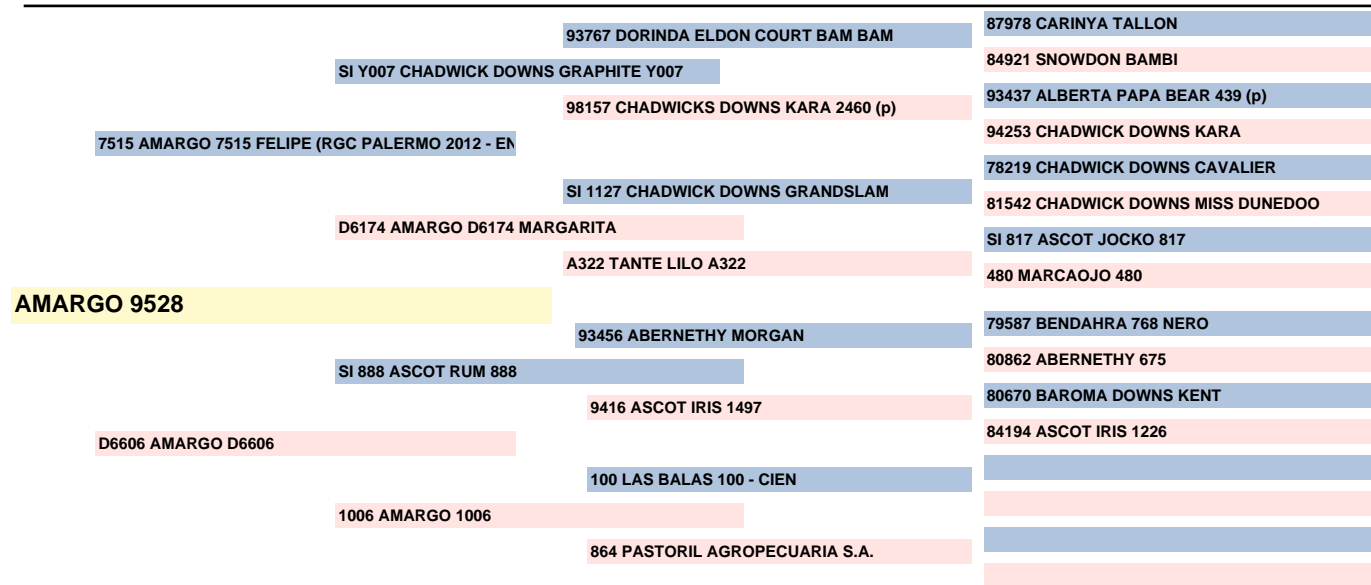 87978 CARINYA TALLON
93767 DORINDA ELDON COURT BAM BAM
84921 SNOWDON BAMBI
SI Y007 CHADWICK DOWNS GRAPHITE Y007
93437 ALBERTA PAPA BEAR 439 (p)
98157 CHADWICKS DOWNS KARA 2460 (p)
94253 CHADWICK DOWNS KARA
7515 AMARGO 7515 FELIPE (RGC PALERMO 2012 - EN
78219 CHADWICK DOWNS CAVALIER
SI 1127 CHADWICK DOWNS GRANDSLAM
81542 CHADWICK DOWNS MISS DUNEDOO
D6174 AMARGO D6174 MARGARITA
SI 817 ASCOT JOCKO 817
A322 TANTE LILO A322
480 MARCAOJO 480
AMARGO 9528
79587 BENDAHRA 768 NERO
93456 ABERNETHY MORGAN
80862 ABERNETHY 675
SI 888 ASCOT RUM 888
80670 BAROMA DOWNS KENT
9416 ASCOT IRIS 1497
84194 ASCOT IRIS 1226
D6606 AMARGO D6606
100 LAS BALAS 100 - CIEN
1006 AMARGO 1006
864 PASTORIL AGROPECUARIA S.A.